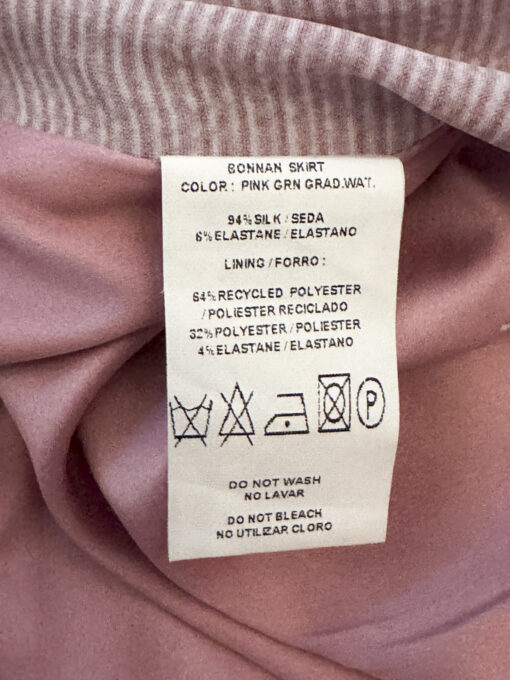 BONNAN SKIRT
COLOR: PINK GRN GRAD.WAT.
94% SILK / SEDA
6% ELASTANE / ELASTANO
LINING / FORRO :
64% RECYCLED POLYESTER
/ POLIESTER RECICLADO
32% POLYESTER / POLIESTER
4% ELASTANE / ELASTANO
P
DO NOT WASH
NO LAVAR
DO NOT BLEACH
NO UTILIZAR CLORO